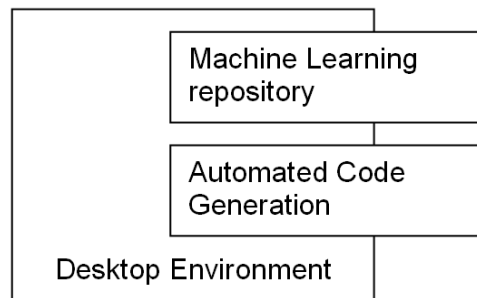 Machine Learning
repository
Automated Code
Generation
Desktop Environment